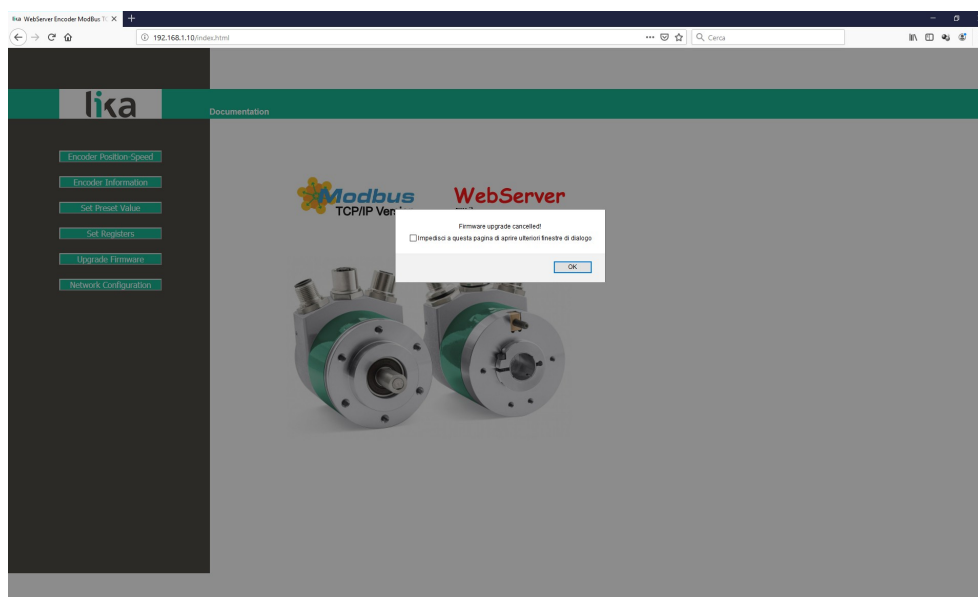 lika WebServer Encoder ModBus TC
192.168.1.10/index.html
Cerca
lika
Documentation
Encoder Position-Speed
Encoder Information
Set Preset Value
Set Registers
Upgrade Firmware
Network Configuration
Modbus
TCP/IP Ver
WebServer
Firmware upgrade cancelled!
Impedisci a questa pagina di aprire ulteriori finestre di dialogo
OK